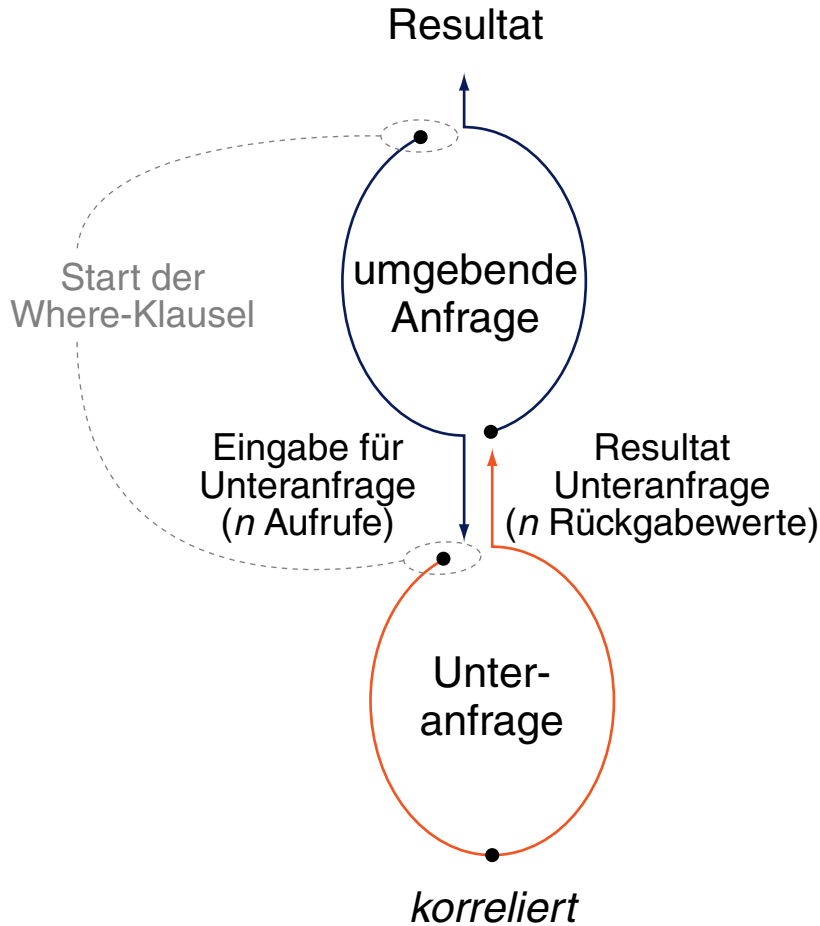 Resultat
umgebende
Anfrage
Start der
Where-Klausel
Eingabe für
Unteranfrage
(n Aufrufe)
Resultat
Unteranfrage
(n Rückgabewerte)
Unter-
anfrage
korreliert